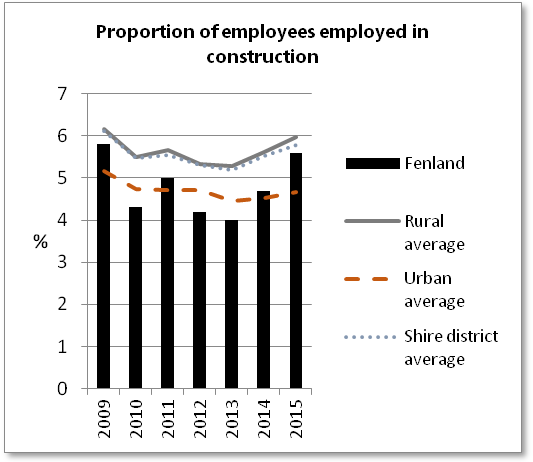 Proportion of employees employed in
construction
7
6
5
4
3
2
1
0
%
2009
2010
2011
2012
2013
2014
2015
Fenland
Rural
average
Urban
average
Shire district
average